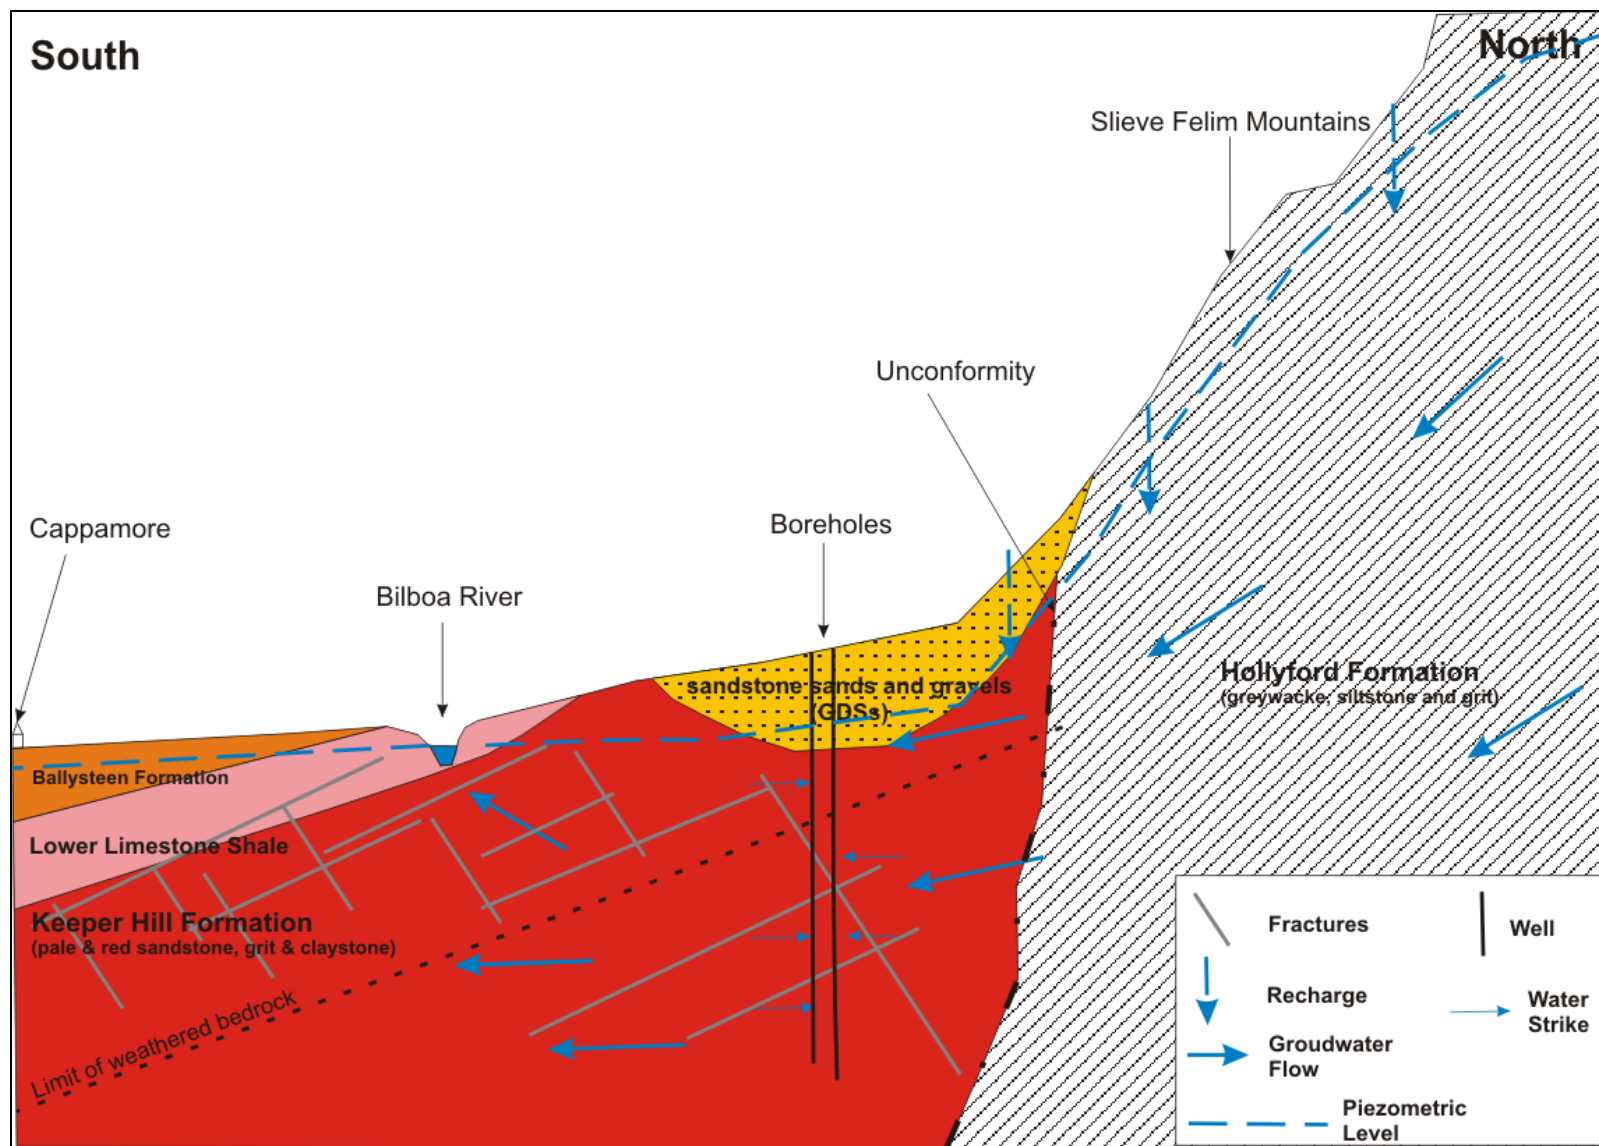 South
North
Slieve Felim Mountains
Unconformity
Cappamore
Boreholes
Bilboa River
sandstone sands and gravels
(GDSs)
Hollyford Formation
(greywacke, siltstone and grit)
Ballysteen Formation
Lower Limestone Shale
Keeper Hill Formation
(pale & red sandstone, grit & claystone)
Limit of weathered bedrock
Fractures
Well
Recharge
Water
Strike
Groudwater
Flow
Piezometric
Level